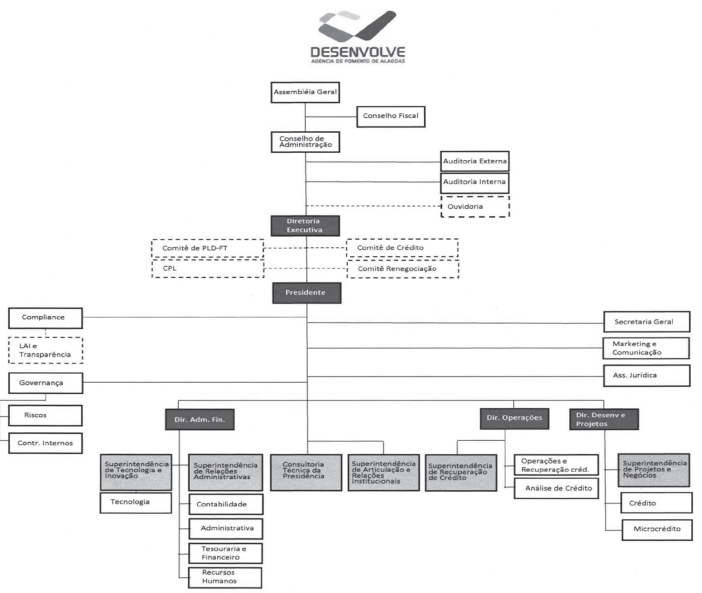 DESENVOLVE
AGENCIA DE FOMENTO DE ALAGOAS
Assembléia Geral
Conselho Fiscal
Conselho de
Administração
Auditoria Externa
Auditoria Interna
Ouvidoria
Diretoria
Executiva
Comitê de PLD-FT
Comitê de Crédito
CPL
Comitê Renegociação
Presidente
Compliance
Secretaria Geral
LAI e
Transparência
Marketing e
Comunicação
Governança
Ass. Jurídica
Riscos
Contr. Internos
Dir. Adm. Fin.
Dir. Operações
Dir. Desenv e
Projetos
Superintendência
de Tecnologia e
Inovação
Superintendência
de Relações
Administrativas
Consultoria
Técnica da
Presidência
Superintendência
de Articulação e
Relações
Institucionais
Superintendência
de Recuperação
de Crédito
Operações e
Recuperação créd.
Superintendência
de Projetos e
Negócios
Tecnologia
Contabilidade
Análise de Crédito
Crédito
Administrativa
Microcrédito
Tesouraria e
Financeiro
Recursos
Humanos